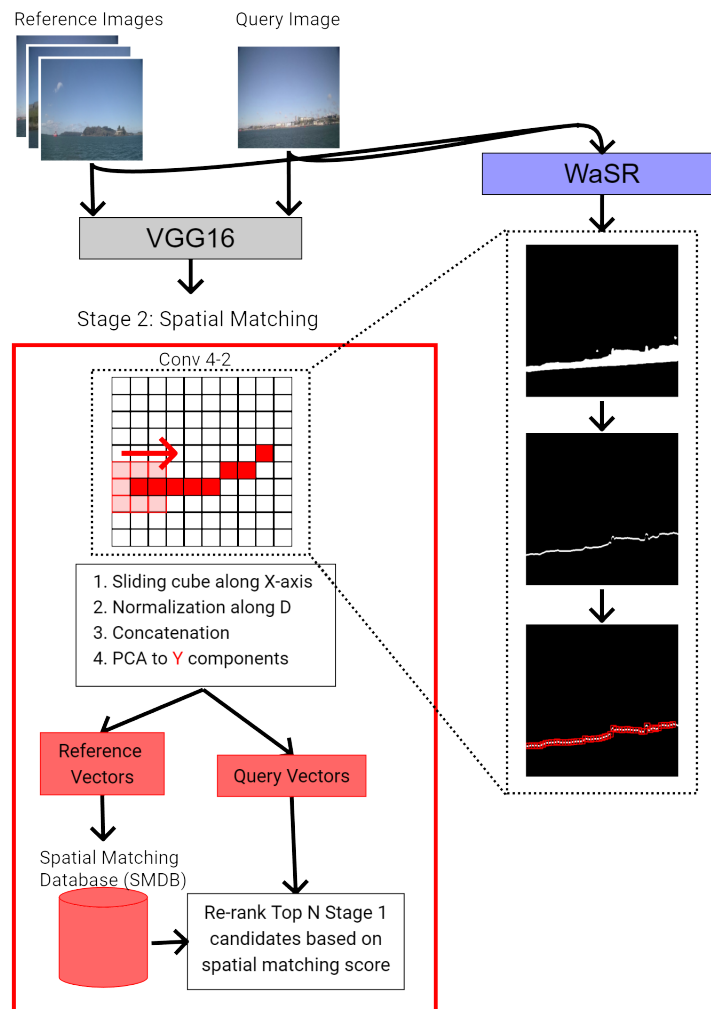 Reference Images
Query Image
WaSR
VGG16
Stage 2: Spatial Matching
Conv 4-2
1. Sliding cube along X-axis
2. Normalization along D
3. Concatenation
4. PCA to Y components
Reference
Vectors
Query Vectors
Spatial Matching
Database (SMDB)
Re-rank Top N Stage 1
candidates based on
spatial matching score